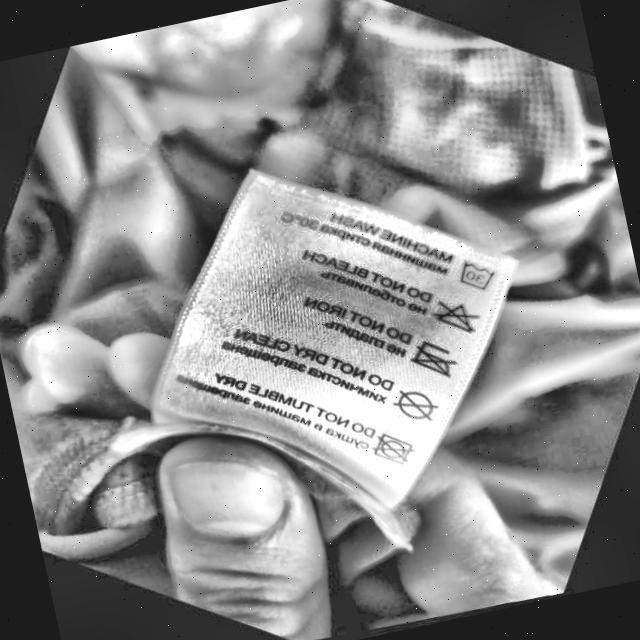 MACHINE WASH
машинная стирка 30°C
DO NOT BLEACH
не отбеливать
DO NOT IRON
не гладить
DO NOT DRY CLEAN
химчистка запрещена
DO NOT TUMBLE DRY
сушка в машине запрещена